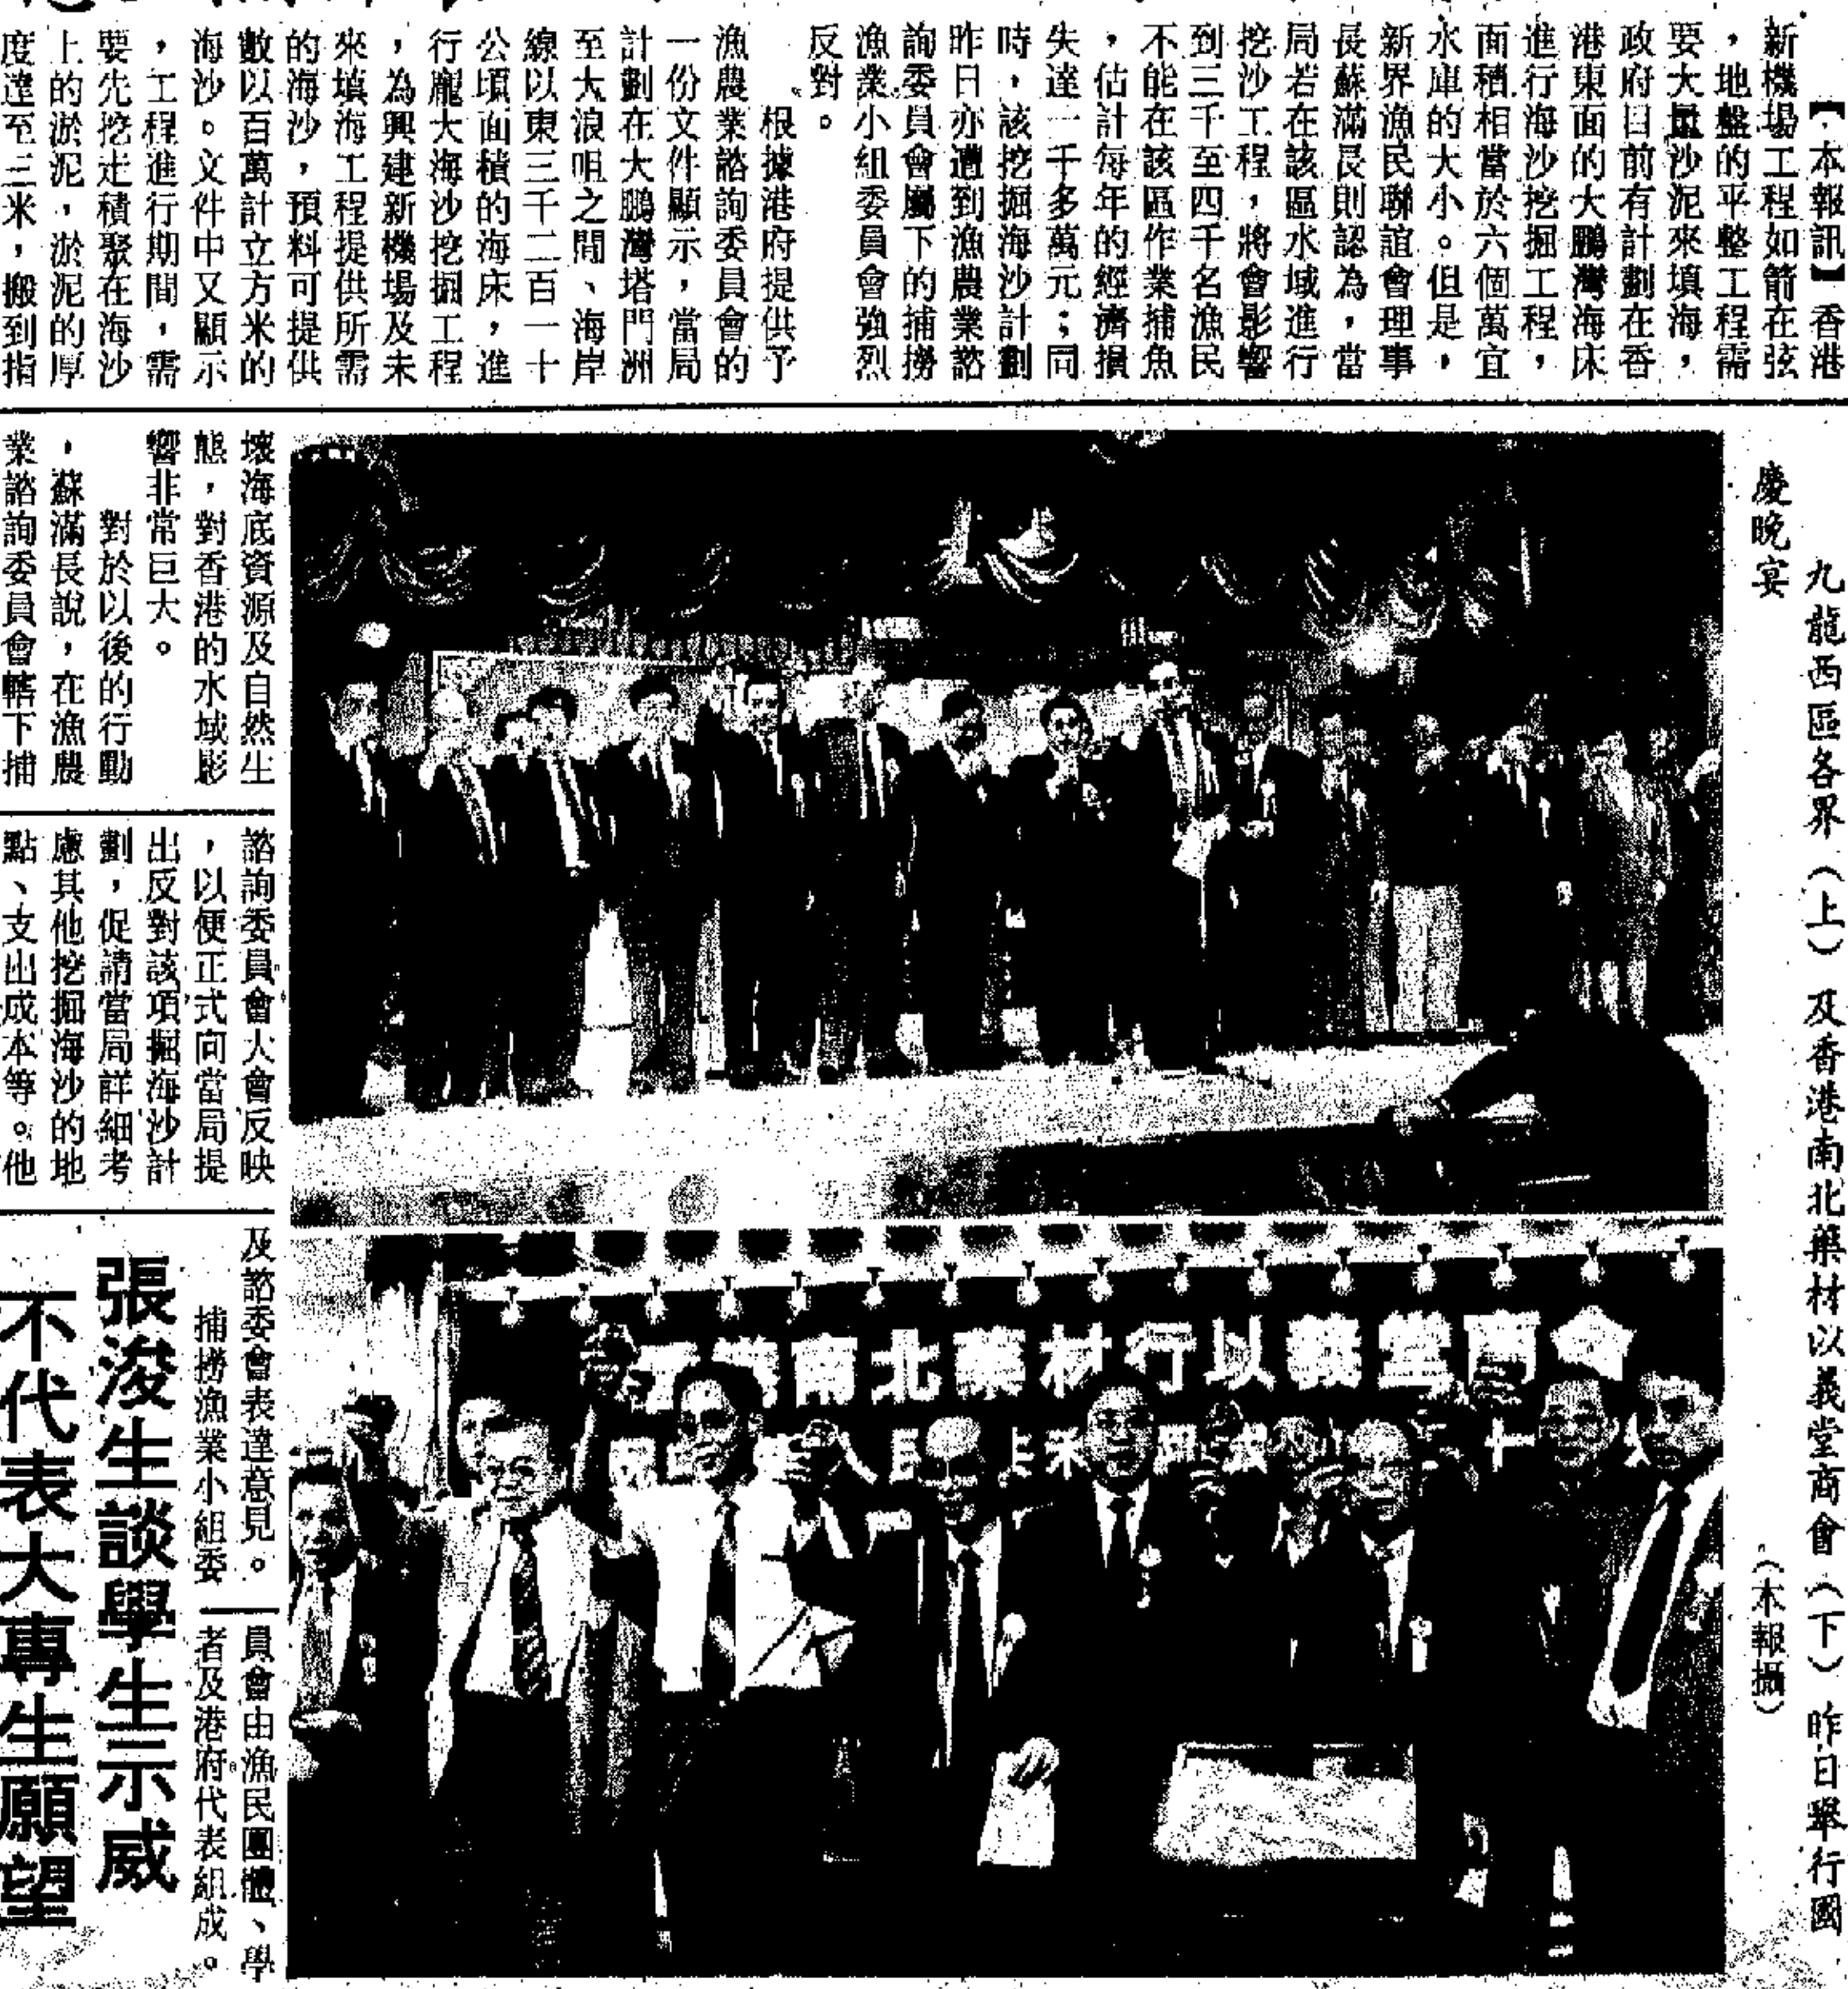 【本報訊】香港
新機場工程如箭在弦
，地盤的平整工程需
要大量沙泥來填海，
政府目前有計劃在香
港東面的大鵬灣海床
進行海沙挖掘工程，
面積相當於六個萬宜
水庫的大小。但是，
新界漁民聯誼會理事
長蘇滿長則認為，當
局若在該區水域進行
挖沙工程，將會影響
到三千至四千名漁民
不能在該區作業捕魚
，估計每年的經濟損
失達一千多萬元；同
時，該挖掘海沙計劃
昨日亦遭到漁農業諮
詢委員會屬下的捕撈
漁業小組委員會強烈
反對。
根據港府提供予
漁農業諮詢委員會的
一份文件顯示，當局
計劃在大鵬灣塔門洲
至大浪咀之間、海岸
線以東三千二百一十
公頃面積的海床，進
行龐大海沙挖掘工程
，為興建新機場及未
來填海工程提供所需
的海沙，預料可提供
數以百萬計立方米的
海沙。文件中又顯示
，工程進行期間，需
要先挖走積聚在海沙
上的淤泥，淤泥的厚
度達至三米，搬到指
壞海底資源及自然生
態，對香港的水域影
響非常巨大。
對於以後的行動
，蘇滿長說，在漁農
業諮詢委員會轄下捕
諮詢委員會大會反映
，以便正式向當局提
出反對該項掘海沙計
劃，促請當局詳細考
慮其他挖掘海沙的地
點、支出成本等。他
及諮委會表達意見。
捕撈漁業小組委
員會由漁民團體、學
者及港府代表組成。
張浚生談學生示威
不代表大專生願望
九龍西區各界（上）及香港南北藥材以義堂商會（下）昨日舉行國
慶晚宴
（本報攝）
南北藥材行以義堂商會